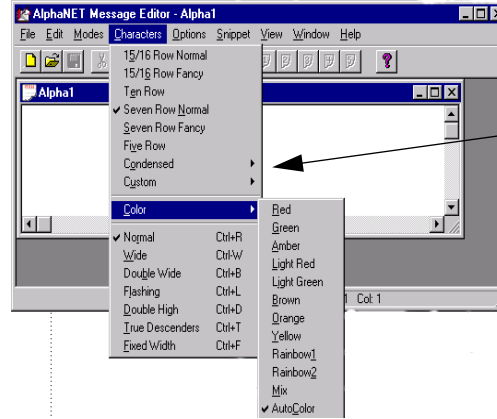 AlphaNET Message Editor - Alpha1
File Edit Modes Characters Options Snippet View Window Help
Alpha1
15/16 Row Normal
15/16 Row Fancy
Ten Row
Seven Row Normal
Seven Row Fancy
Five Row
Condensed
Custom
Color
Normal Ctrl+R
Wide Ctrl-W
Double Wide Ctrl+B
Flashing Ctrl+L
Double High Ctrl+D
True Descenders Ctrl+T
Fixed Width Ctrl+F
Red
Green
Amber
Light Red
Light Green
Brown
Orange
Yellow
Rainbow1
Rainbow2
Mix
AutoColor
1 Col: 1